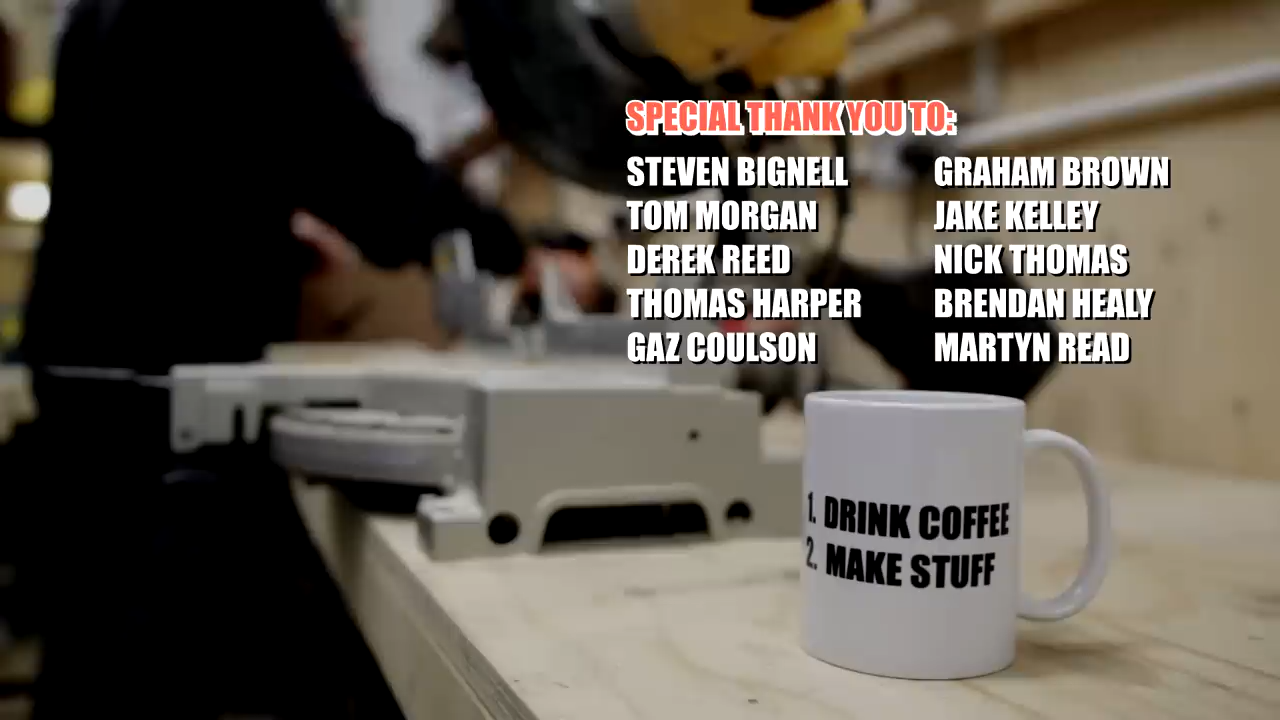 SPECIAL THANK YOU TO:
STEVEN BIGNELL
TOM MORGAN
DEREK REED
THOMAS HARPER
GAZ COULSON
GRAHAM BROWN
JAKE KELLEY
NICK THOMAS
BRENDAN HEALY
MARTYN READ
1. DRINK COFFEE
2. MAKE STUFF